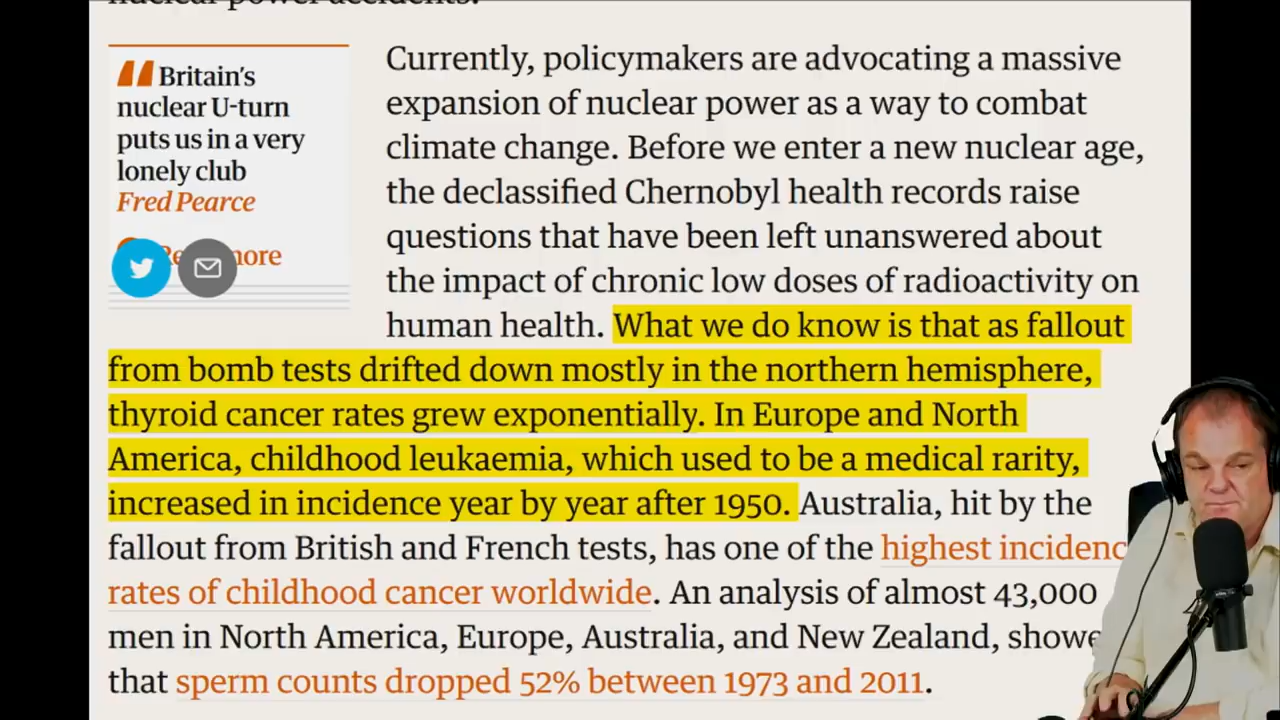 nuclear power accidents.
Britain's
nuclear U-turn
puts us in a very
lonely club
Fred Pearce
more
Currently, policymakers are advocating a massive
expansion of nuclear power as a way to combat
climate change. Before we enter a new nuclear age,
the declassified Chernobyl health records raise
questions that have been left unanswered about
the impact of chronic low doses of radioactivity on
human health. What we do know is that as fallout
from bomb tests drifted down mostly in the northern hemisphere,
thyroid cancer rates grew exponentially. In Europe and North
America, childhood leukaemia, which used to be a medical rarity,
increased in incidence year by year after 1950. Australia, hit by the
fallout from British and French tests, has one of the highest incidenc
rates of childhood cancer worldwide. An analysis of almost 43,000
men in North America, Europe, Australia, and New Zealand, showe
that sperm counts dropped 52% between 1973 and 2011.